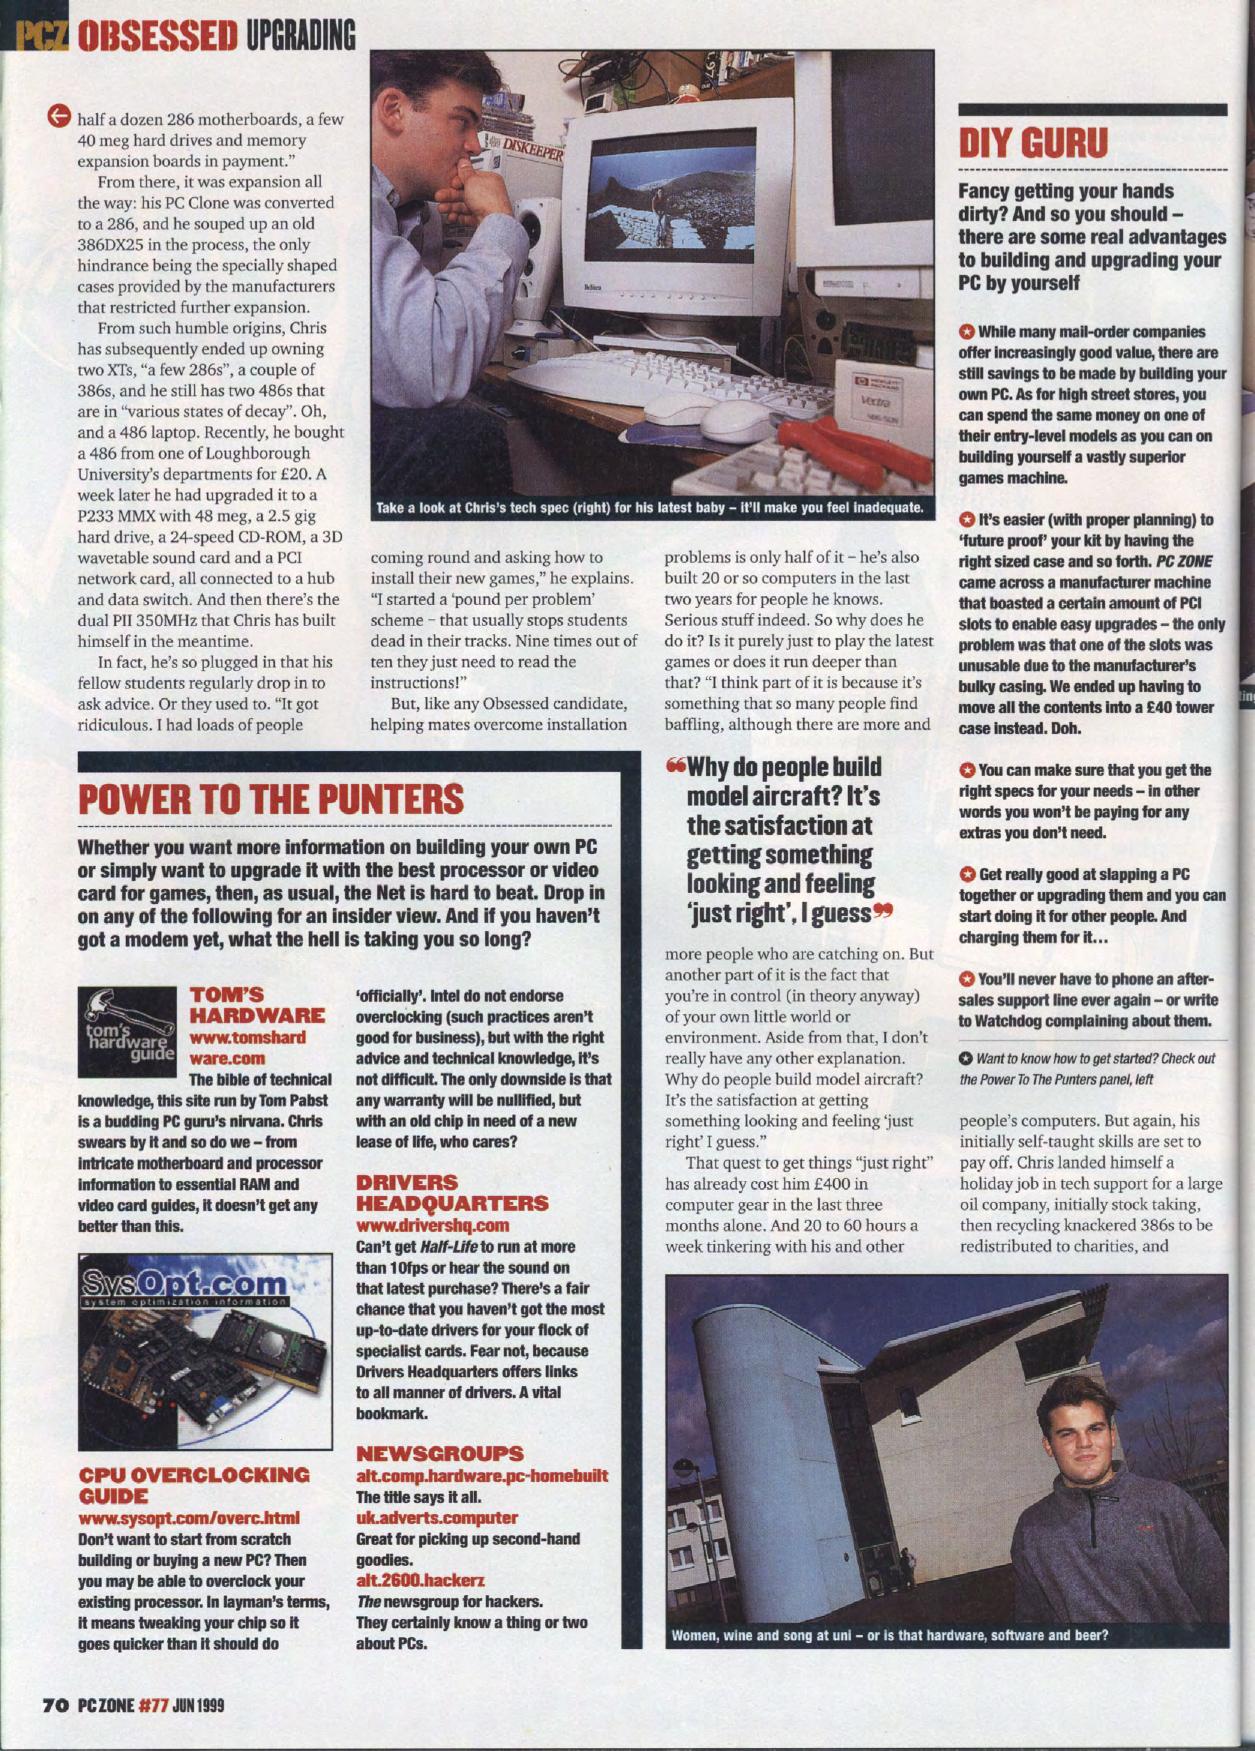 PCZ OBSESSED UPGRADING
half a dozen 286 motherboards, a few
40 meg hard drives and memory
expansion boards in payment."
From there, it was expansion all
the way: his PC Clone was converted
to a 286, and he souped up an old
386DX25 in the process, the only
hindrance being the specially shaped
cases provided by the manufacturers
that restricted further expansion.
From such humble origins, Chris
has subsequently ended up owning
two XTs, "a few 286s", a couple of
386s, and he still has two 486s that
are in "various states of decay". Oh,
and a 486 laptop. Recently, he bought
a 486 from one of Loughborough
University's departments for £20. A
week later he had upgraded it to a
P233 MMX with 48 meg, a 2.5 gig
hard drive, a 24-speed CD-ROM, a 3D
wavetable sound card and a PCI
network card, all connected to a hub
and data switch. And then there's the
dual PII 350MHz that Chris has built
himself in the meantime.
In fact, he's so plugged in that his
fellow students regularly drop in to
ask advice. Or they used to. "It got
ridiculous. I had loads of people
DISKEEPER
Belinea
HEWLETT
PACKARD
Vectra
Take a look at Chris's tech spec (right) for his latest baby – it'll make you feel inadequate.
coming round and asking how to
install their new games," he explains.
"I started a 'pound per problem'
scheme – that usually stops students
dead in their tracks. Nine times out of
ten they just need to read the
instructions!"
But, like any Obsessed candidate,
helping mates overcome installation
problems is only half of it – he's also
built 20 or so computers in the last
two years for people he knows.
Serious stuff indeed. So why does he
do it? Is it purely just to play the latest
games or does it run deeper than
that? "I think part of it is because it's
something that so many people find
baffling, although there are more and
"Why do people build
model aircraft? It's
the satisfaction at
getting something
looking and feeling
'just right', I guess"
more people who are catching on. But
another part of it is the fact that
you're in control (in theory anyway)
of your own little world or
environment. Aside from that, I don't
really have any other explanation.
Why do people build model aircraft?
It's the satisfaction at getting
something looking and feeling 'just
right' I guess."
That quest to get things "just right"
has already cost him £400 in
computer gear in the last three
months alone. And 20 to 60 hours a
week tinkering with his and other
DIY GURU
Fancy getting your hands
dirty? And so you should –
there are some real advantages
to building and upgrading your
PC by yourself
While many mail-order companies
offer increasingly good value, there are
still savings to be made by building your
own PC. As for high street stores, you
can spend the same money on one of
their entry-level models as you can on
building yourself a vastly superior
games machine.
It's easier (with proper planning) to
'future proof' your kit by having the
right sized case and so forth. PC ZONE
came across a manufacturer machine
that boasted a certain amount of PCI
slots to enable easy upgrades – the only
problem was that one of the slots was
unusable due to the manufacturer's
bulky casing. We ended up having to
move all the contents into a £40 tower
case instead. Doh.
You can make sure that you get the
right specs for your needs – in other
words you won't be paying for any
extras you don't need.
Get really good at slapping a PC
together or upgrading them and you can
start doing it for other people. And
charging them for it...
You'll never have to phone an after-
sales support line ever again – or write
to Watchdog complaining about them.
Want to know how to get started? Check out
the Power To The Punters panel, left
people's computers. But again, his
initially self-taught skills are set to
pay off. Chris landed himself a
holiday job in tech support for a large
oil company, initially stock taking,
then recycling knackered 386s to be
redistributed to charities, and
POWER TO THE PUNTERS
Whether you want more information on building your own PC
or simply want to upgrade it with the best processor or video
card for games, then, as usual, the Net is hard to beat. Drop in
on any of the following for an insider view. And if you haven't
got a modem yet, what the hell is taking you so long?
tom's
hardware
guide
TOM'S
HARDWARE
www.tomshard
ware.com
The bible of technical
knowledge, this site run by Tom Pabst
is a budding PC guru's nirvana. Chris
swears by it and so do we – from
intricate motherboard and processor
information to essential RAM and
video card guides, it doesn't get any
better than this.
SysOpt.com
system optimization information
CPU OVERCLOCKING
GUIDE
www.sysopt.com/overc.html
Don't want to start from scratch
building or buying a new PC? Then
you may be able to overclock your
existing processor. In layman's terms,
it means tweaking your chip so it
goes quicker than it should do
'officially'. Intel do not endorse
overclocking (such practices aren't
good for business), but with the right
advice and technical knowledge, it's
not difficult. The only downside is that
any warranty will be nullified, but
with an old chip in need of a new
lease of life, who cares?
DRIVERS
HEADQUARTERS
www.drivershq.com
Can't get Half-Life to run at more
than 10fps or hear the sound on
that latest purchase? There's a fair
chance that you haven't got the most
up-to-date drivers for your flock of
specialist cards. Fear not, because
Drivers Headquarters offers links
to all manner of drivers. A vital
bookmark.
NEWSGROUPS
alt.comp.hardware.pc-homebuilt
The title says it all.
uk.adverts.computer
Great for picking up second-hand
goodies.
alt.2600.hackerz
The newsgroup for hackers.
They certainly know a thing or two
about PCs.
Women, wine and song at uni – or is that hardware, software and beer?
70 PC ZONE #77 JUN 1999